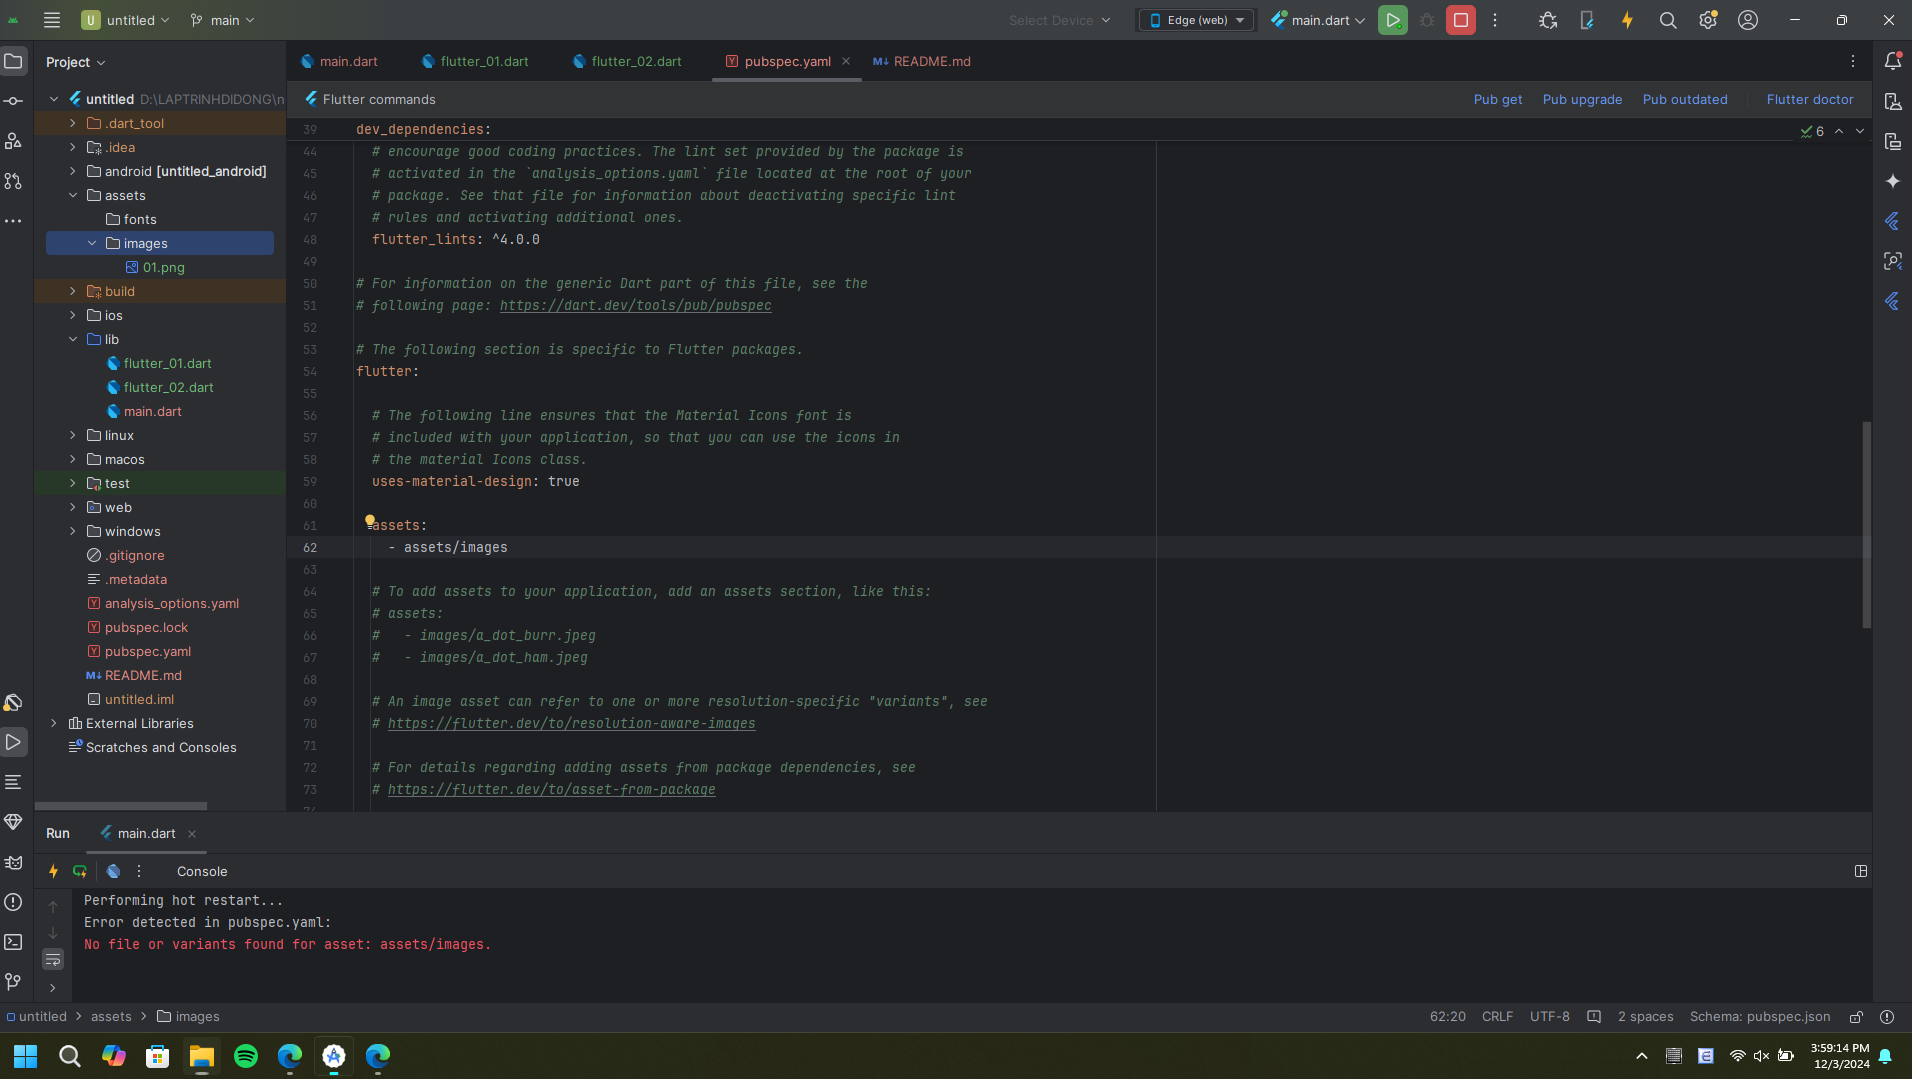 U untitled main Select Device Edge (web) main.dart
Project
main.dart flutter_01.dart flutter_02.dart pubspec.yaml README.md
Flutter commands Pub get Pub upgrade Pub outdated Flutter doctor
untitled D:\LAPTRINHDIDONG\n
.dart_tool
.idea
android [untitled_android]
assets
fonts
images
01.png
build
ios
lib
flutter_01.dart
flutter_02.dart
main.dart
linux
macos
test
web
windows
.gitignore
.metadata
analysis_options.yaml
pubspec.lock
pubspec.yaml
README.md
untitled.iml
External Libraries
Scratches and Consoles
39 dev_dependencies:
6
44 # encourage good coding practices. The lint set provided by the package is
45 # activated in the `analysis_options.yaml` file located at the root of your
46 # package. See that file for information about deactivating specific lint
47 # rules and activating additional ones.
48 flutter_lints: ^4.0.0
49
50 # For information on the generic Dart part of this file, see the
51 # following page: https://dart.dev/tools/pub/pubspec
52
53 # The following section is specific to Flutter packages.
54 flutter:
55
56 # The following line ensures that the Material Icons font is
57 # included with your application, so that you can use the icons in
58 # the material Icons class.
59 uses-material-design: true
60
61 assets:
62 - assets/images
63
64 # To add assets to your application, add an assets section, like this:
65 # assets:
66 # - images/a_dot_burr.jpeg
67 # - images/a_dot_ham.jpeg
68
69 # An image asset can refer to one or more resolution-specific "variants", see
70 # https://flutter.dev/to/resolution-aware-images
71
72 # For details regarding adding assets from package dependencies, see
73 # https://flutter.dev/to/asset-from-package
Run main.dart
Console
Performing hot restart...
Error detected in pubspec.yaml:
No file or variants found for asset: assets/images.
untitled > assets > images 62:20 CRLF UTF-8 2 spaces Schema: pubspec.json
3:59:14 PM
12/3/2024